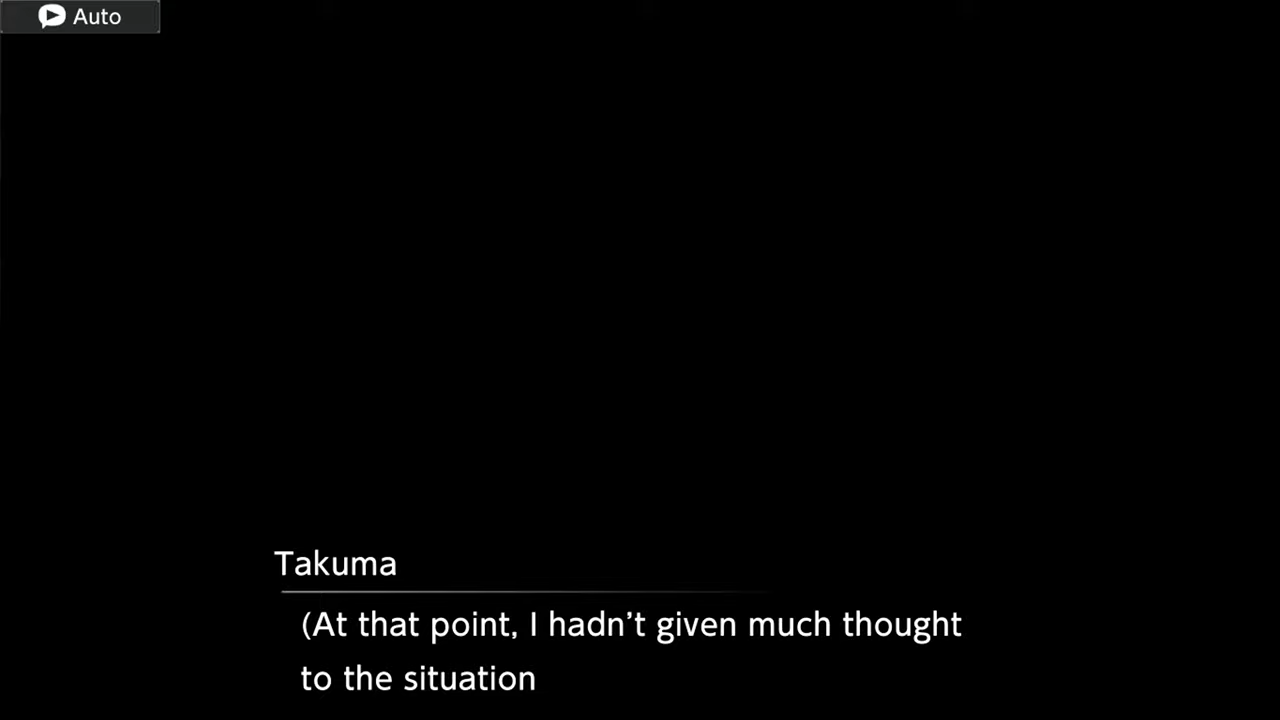 Auto
Takuma
(At that point, I hadn't given much thought
to the situation